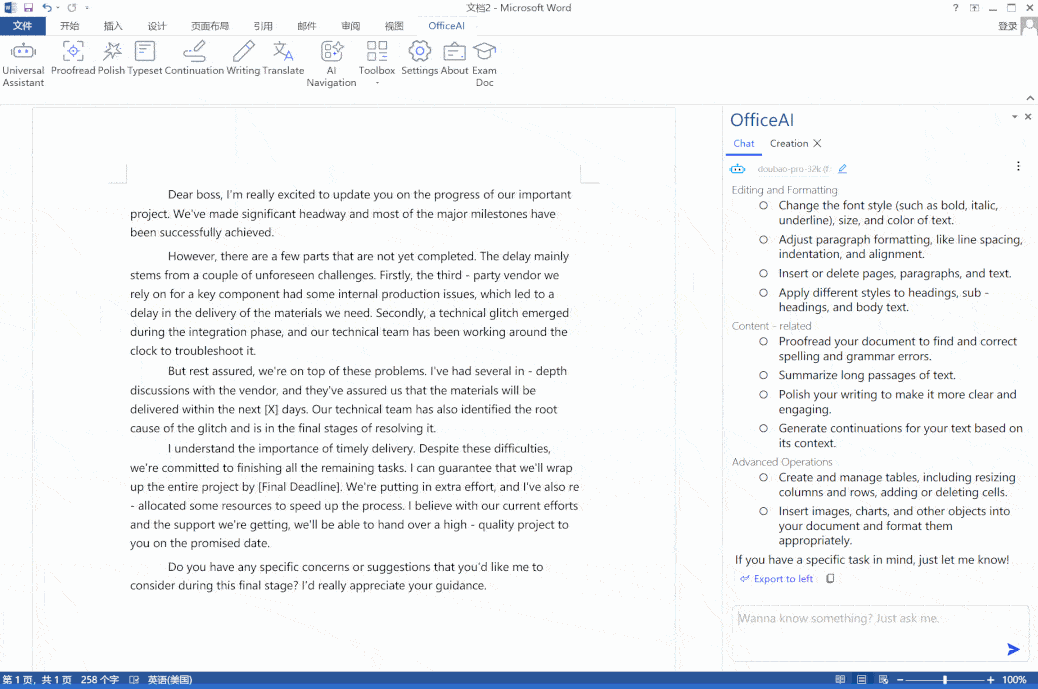 文档2 - Microsoft Word
文件 开始 插入 设计 页面布局 引用 邮件 审阅 视图 OfficeAI
登录
Universal Assistant
Proofread
Polish
Typeset
Continuation
Writing
Translate
AI Navigation
Toolbox
Settings
About
Exam Doc
Dear boss, I'm really excited to update you on the progress of our important
project. We've made significant headway and most of the major milestones have
been successfully achieved.
However, there are a few parts that are not yet completed. The delay mainly
stems from a couple of unforeseen challenges. Firstly, the third - party vendor we
rely on for a key component had some internal production issues, which led to a
delay in the delivery of the materials we need. Secondly, a technical glitch emerged
during the integration phase, and our technical team has been working around the
clock to troubleshoot it.
But rest assured, we're on top of these problems. I've had several in - depth
discussions with the vendor, and they've assured us that the materials will be
delivered within the next [X] days. Our technical team has also identified the root
cause of the glitch and is in the final stages of resolving it.
I understand the importance of timely delivery. Despite these difficulties,
we're committed to finishing all the remaining tasks. I can guarantee that we'll wrap
up the entire project by [Final Deadline]. We're putting in extra effort, and I've also re
- allocated some resources to speed up the process. I believe with our current efforts
and the support we're getting, we'll be able to hand over a high - quality project to
you on the promised date.
Do you have any specific concerns or suggestions that you'd like me to
consider during this final stage? I'd really appreciate your guidance.
OfficeAI
Chat Creation
doubao-pro-32k
Editing and Formatting
Change the font style (such as bold, italic,
underline), size, and color of text.
Adjust paragraph formatting, like line spacing,
indentation, and alignment.
Insert or delete pages, paragraphs, and text.
Apply different styles to headings, sub -
headings, and body text.
Content - related
Proofread your document to find and correct
spelling and grammar errors.
Summarize long passages of text.
Polish your writing to make it more clear and
engaging.
Generate continuations for your text based on
its context.
Advanced Operations
Create and manage tables, including resizing
columns and rows, adding or deleting cells.
Insert images, charts, and other objects into
your document and format them
appropriately.
If you have a specific task in mind, just let me know!
Export to left
Wanna know something? Just ask me.
第 1 页，共 1 页 258 个字 英语(美国)
100%